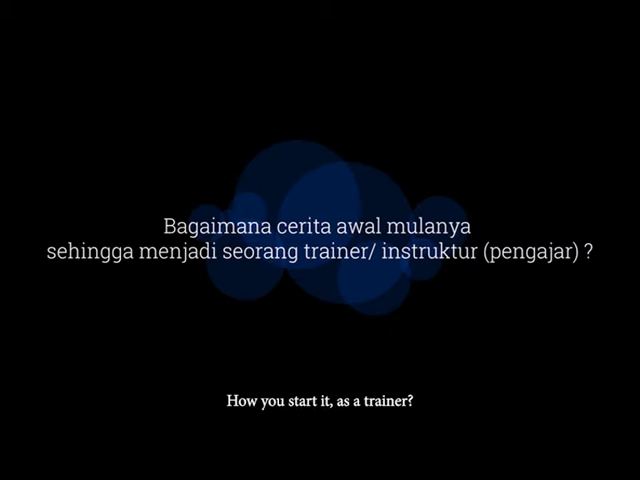 Bagaimana cerita awal mulanya
sehingga menjadi seorang trainer/ instruktur (pengajar) ?
How you start it, as a trainer?